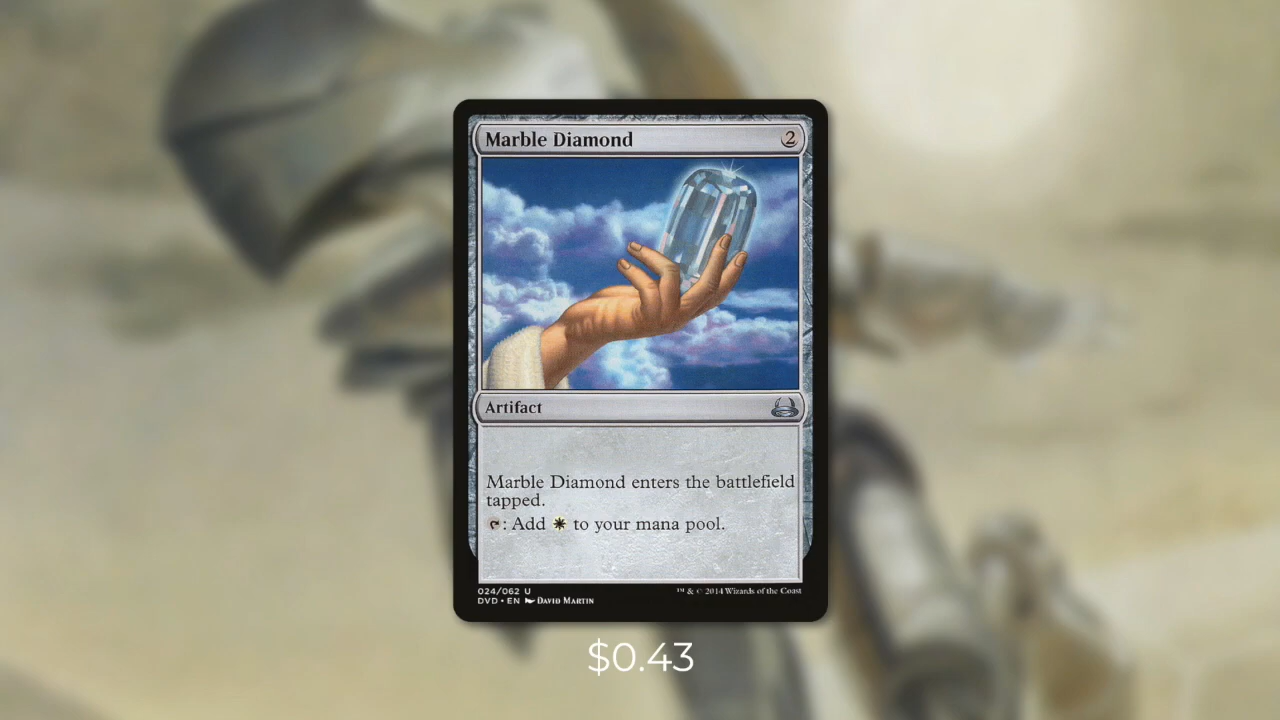 Marble Diamond 2
Artifact
Marble Diamond enters the battlefield
tapped.
: Add to your mana pool.
024/062 U
DVD • EN David Martin
™ & © 2014 Wizards of the Coast
$0.43